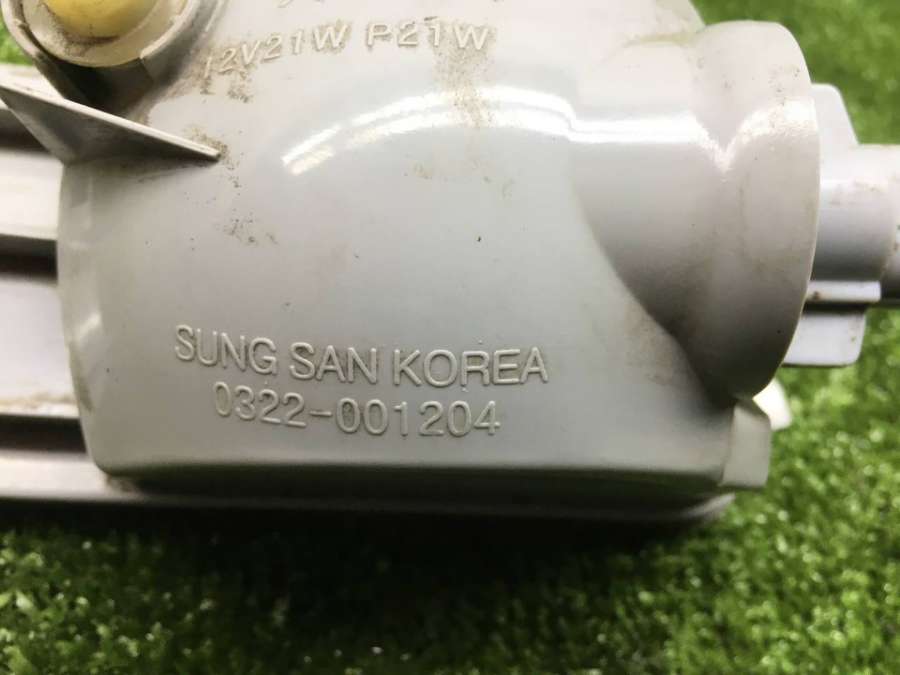 12V21W P21W
SUNG SAN KOREA
0322-001204